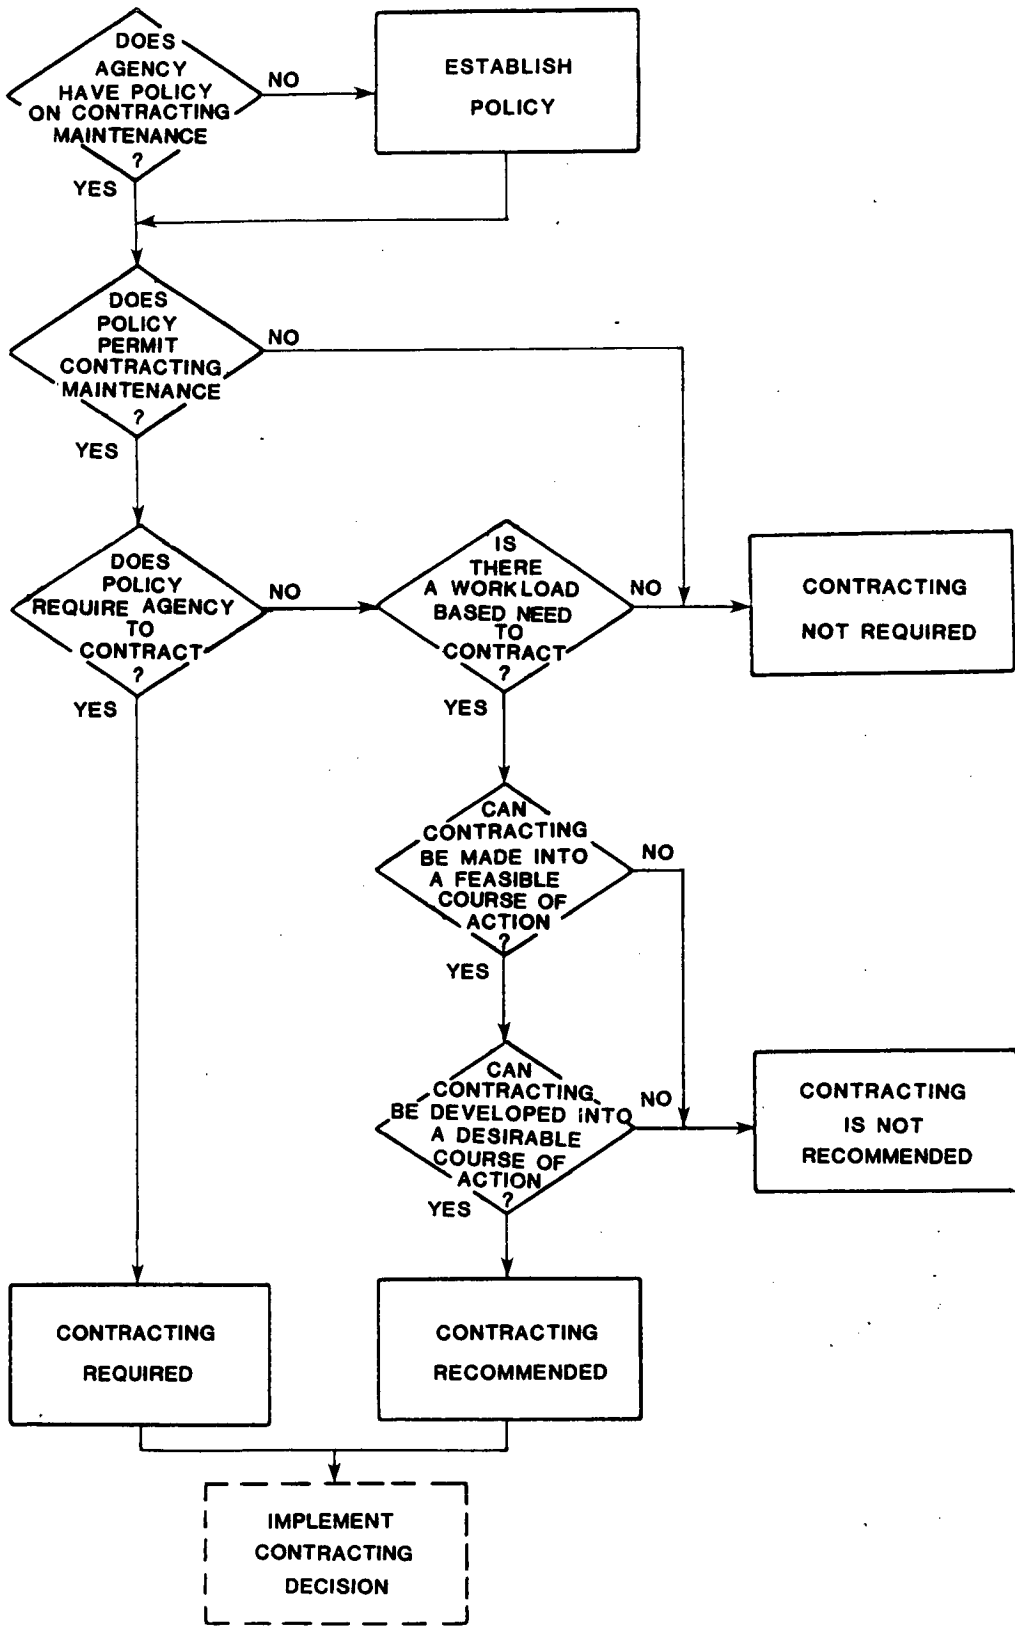 DOES
AGENCY
HAVE POLICY
ON CONTRACTING
MAINTENANCE
?
NO
YES
ESTABLISH
POLICY
DOES
POLICY
PERMIT
CONTRACTING
MAINTENANCE
?
NO
YES
DOES
POLICY
REQUIRE AGENCY
TO
CONTRACT
?
NO
YES
IS
THERE
A WORKLOAD
BASED NEED
TO
CONTRACT
?
NO
YES
CONTRACTING
NOT REQUIRED
CAN
CONTRACTING
BE MADE INTO
A FEASIBLE
COURSE OF
ACTION
?
NO
YES
CAN
CONTRACTING
BE DEVELOPED INTO
A DESIRABLE
COURSE OF
ACTION
?
NO
YES
CONTRACTING
IS NOT
RECOMMENDED
CONTRACTING
REQUIRED
CONTRACTING
RECOMMENDED
IMPLEMENT
CONTRACTING
DECISION